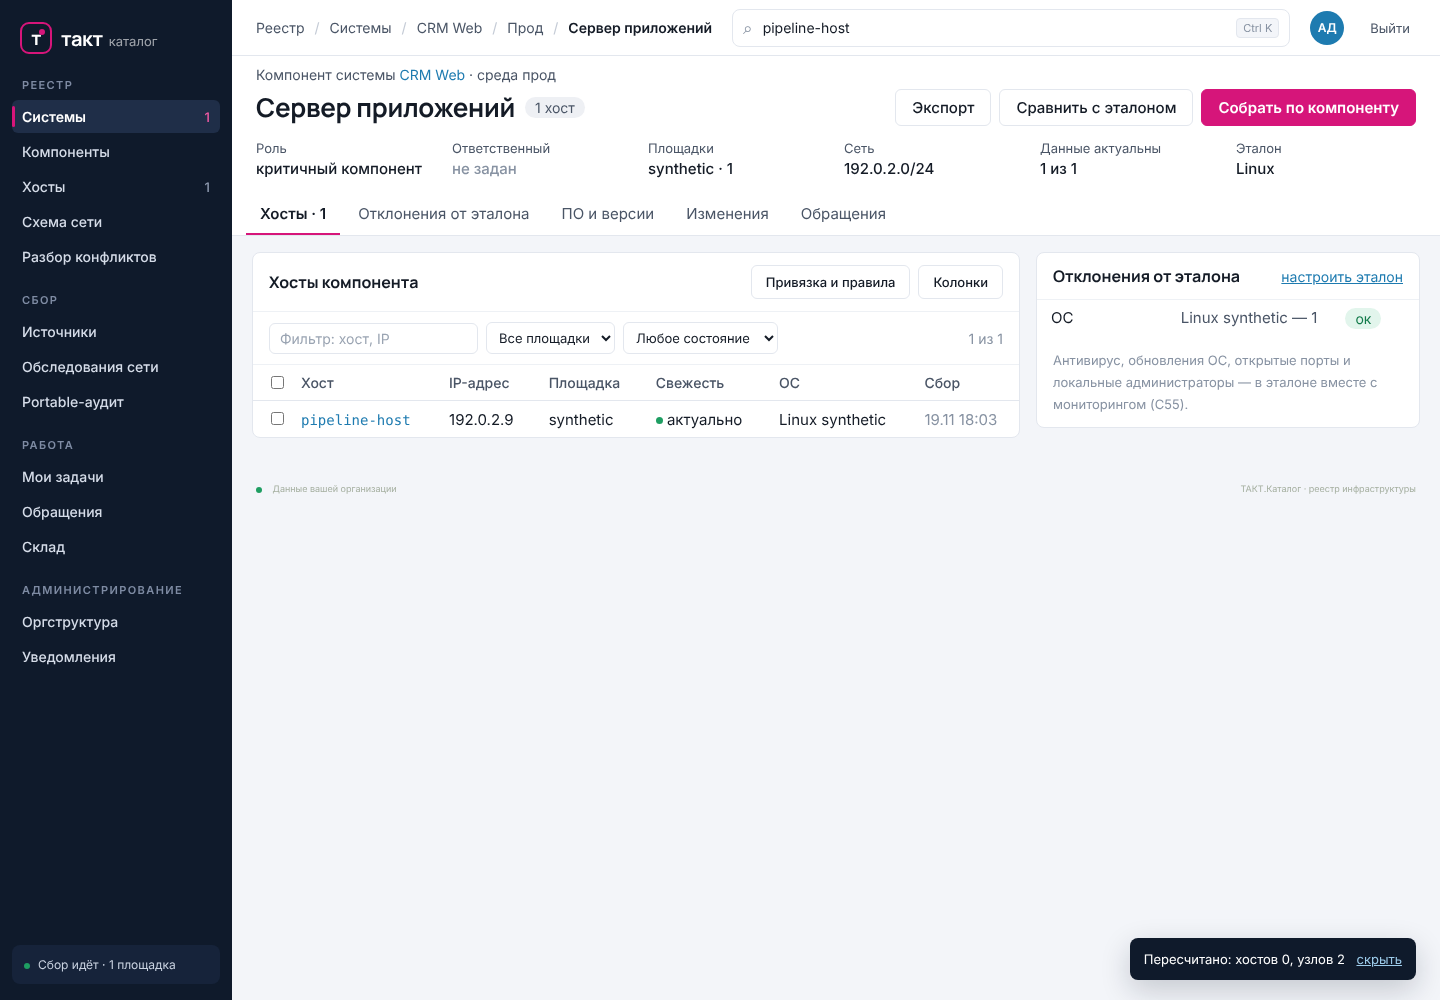 такт каталог
РЕЕСТР
Системы 1
Компоненты
Хосты 1
Схема сети
Разбор конфликтов
СБОР
Источники
Обследования сети
Portable-аудит
РАБОТА
Мои задачи
Обращения
Склад
АДМИНИСТРИРОВАНИЕ
Оргструктура
Уведомления
Сбор идёт · 1 площадка
Реестр / Системы / CRM Web / Прод / Сервер приложений
pipeline-host Ctrl K
АД Выйти
Компонент системы CRM Web · среда прод
Сервер приложений 1 хост
Экспорт Сравнить с эталоном Собрать по компоненту
Роль Ответственный Площадки Сеть Данные актуальны Эталон
критичный компонент не задан synthetic · 1 192.0.2.0/24 1 из 1 Linux
Хосты · 1 Отклонения от эталона ПО и версии Изменения Обращения
Хосты компонента Привязка и правила Колонки
Фильтр: хост, IP Все площадки Любое состояние 1 из 1
Хост IP-адрес Площадка Свежесть ОС Сбор
pipeline-host 192.0.2.9 synthetic актуально Linux synthetic 19.11 18:03
Отклонения от эталона настроить эталон
ОС Linux synthetic — 1 ок
Антивирус, обновления ОС, открытые порты и
локальные администраторы — в эталоне вместе с
мониторингом (C55).
Данные вашей организации
ТАКТ.Каталог · реестр инфраструктуры
Пересчитано: хостов 0, узлов 2 скрыть